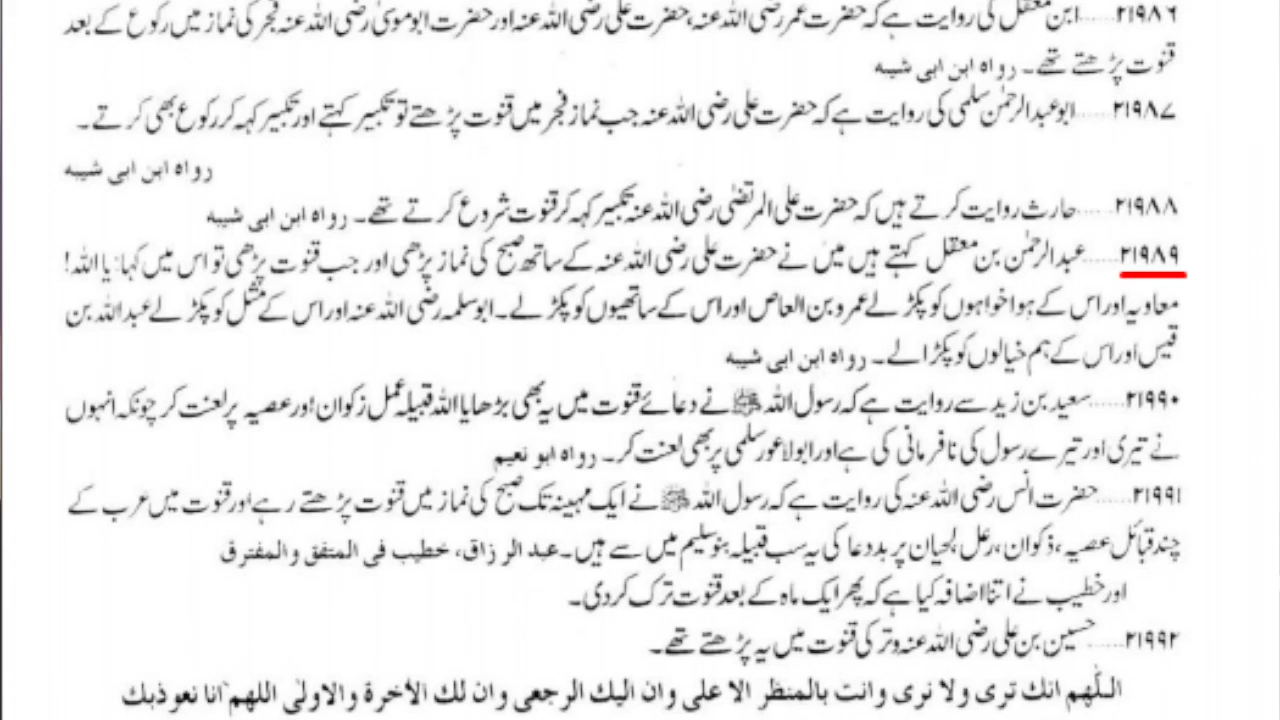 ۲۱۹۸۶......ابن معقل کی روایت ہے کہ حضرت عمر رضی اللہ عنہ، حضرت علی رضی اللہ عنہ اور حضرت ابو موسیٰ رضی اللہ عنہ فجر کی نماز میں رکوع کے بعد
قنوت پڑھتے تھے۔ رواہ ابن ابی شیبہ
۲۱۹۸۷......ابو عبدالرحمٰن سلمی کی روایت ہے کہ حضرت علی رضی اللہ عنہ جب نماز فجر میں قنوت پڑھتے تو تکبیر کہتے اور تکبیر کہہ کر رکوع بھی کرتے۔
رواہ ابن ابی شیبہ
۲۱۹۸۸......حارث روایت کرتے ہیں کہ حضرت علی المرتضیٰ رضی اللہ عنہ تکبیر کہہ کر قنوت شروع کرتے تھے۔ رواہ ابن ابی شیبہ
۲۱۹۸۹......عبدالرحمٰن بن معقل کہتے ہیں میں نے حضرت علی رضی اللہ عنہ کے ساتھ صبح کی نماز پڑھی اور جب قنوت پڑھی تو اس میں کہا: یا اللہ!
معاویہ اور اس کے ہوا خواہوں کو پکڑ لے عمرو بن العاص اور اس کے ساتھیوں کو پکڑ لے۔ ابو سلمہ رضی اللہ عنہ اور اس کے مثل کو پکڑ لے عبداللہ بن
قیس اور اس کے ہم خیالوں کو پکڑا لے۔ رواہ ابن ابی شیبہ
۲۱۹۹۰......سعید بن زید سے روایت ہے کہ رسول اللہ ﷺ نے دعائے قنوت میں یہ بھی بڑھایا اللہ قبیلہ عمل زکوان اور عصیہ پر لعنت کر چونکہ انہوں
نے تیری اور تیرے رسول کی نافرمانی کی ہے اور ابولاعور سلمی پر بھی لعنت کر۔ رواہ ابو نعیم
۲۱۹۹۱......حضرت انس رضی اللہ عنہ کی روایت ہے کہ رسول اللہ ﷺ نے ایک مہینہ تک صبح کی نماز میں قنوت پڑھتے رہے اور قنوت میں عرب کے
چند قبائل عصیہ، ذکوان، رعل، لحیان پر بددعا کی یہ سب قبیلہ بنو سلیم میں سے ہیں۔ عبد الرزاق، خطیب فی المتفق والمفترق
اور خطیب نے اتنا اضافہ کیا ہے کہ پھر ایک ماہ کے بعد قنوت ترک کردی۔
۲۱۹۹۲......حسین بن علی رضی اللہ عنہ وتر کی قنوت میں یہ پڑھتے تھے۔
اللّٰھم انک تری ولا نری وانت بالمنظر الا علی وان الیک الرجعی وان لک الأخرۃ والاولیٰ اللھم انا نعوذبک